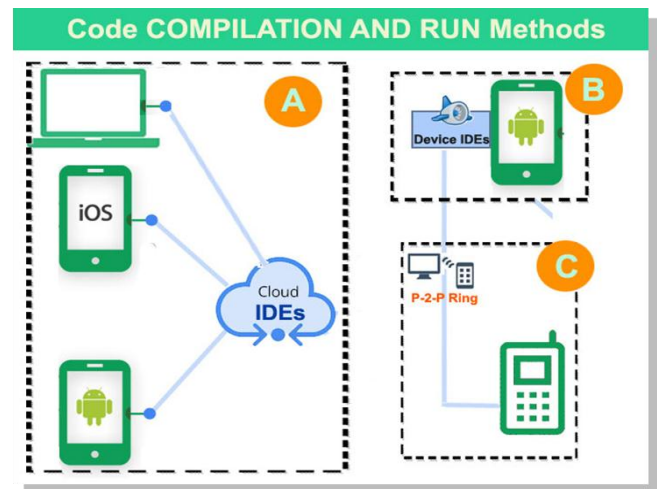 Code COMPILATION AND RUN Methods
A
B
Device IDEs
iOS
C
Cloud
IDEs
P-2-P Ring